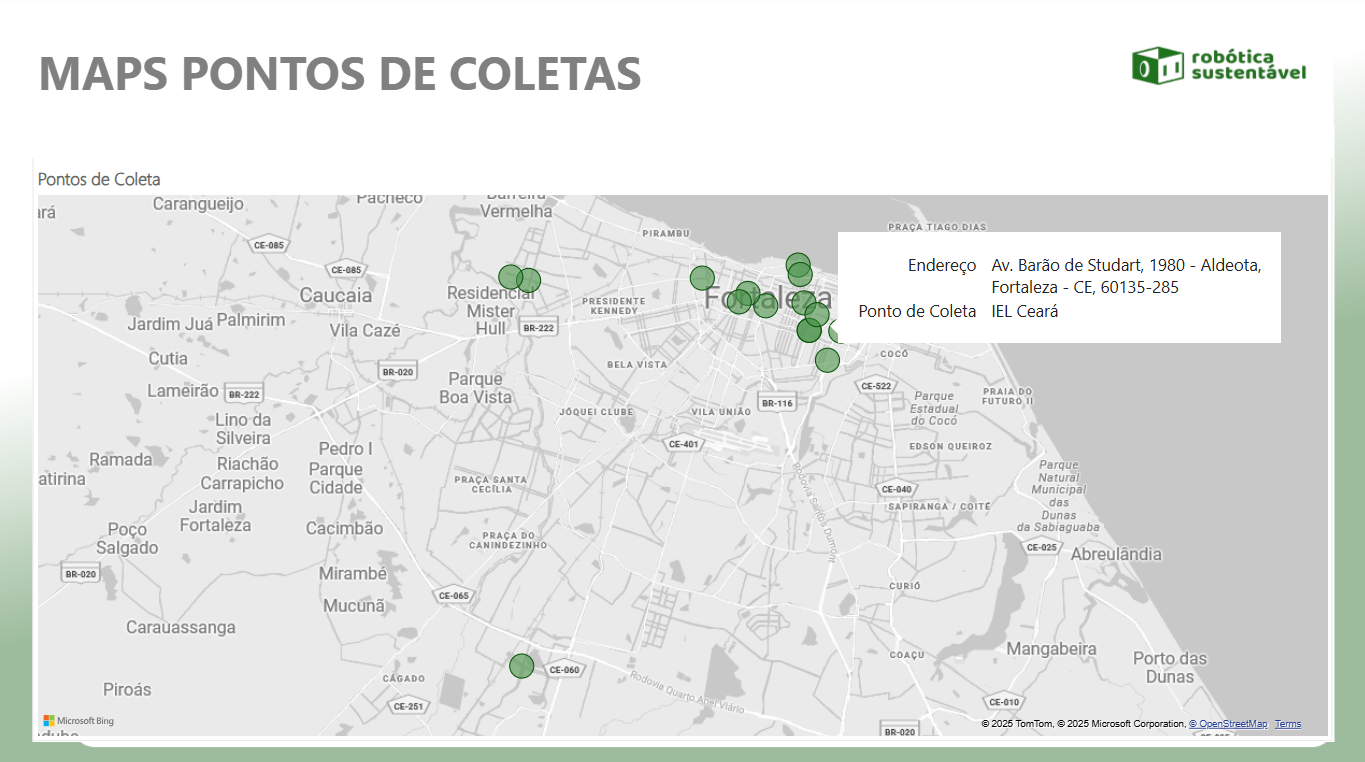 MAPS PONTOS DE COLETAS
robótica
sustentável
Pontos de Coleta
Carangueijo
Pacheco
Barreira
Vermelha
PIRAMBU
PRAÇA TIAGO DIAS
CE-085
CE-085
Endereço Av. Barão de Studart, 1980 - Aldeota,
Fortaleza - CE, 60135-285
Ponto de Coleta IEL Ceará
Caucaia
Residencial
Mister
Hull
PRESIDENTE
KENNEDY
Fortaleza
Jardim Juá
Palmirim
Vila Cazé
BR-222
Cutia
BELA VISTA
COCÓ
BR-020
Lameirão
BR-222
Parque
Boa Vista
CE-522
BR-116
Parque
Estadual
do Cocó
PRAIA DO
FUTURO II
Lino da
Silveira
JÓQUEI CLUBE
VILA UNIÃO
CE-401
EDSON QUEIROZ
Ramada
Pedro I
Parque
Cidade
Riachão
Carrapicho
atirina
PRAÇA SANTA
CECÍLIA
Rodovia Santos Dumont
CE-040
SAPIRANGA / COITÉ
Parque
Natural
Municipal
das
Dunas
da Sabiaguaba
Jardim
Fortaleza
Cacimbão
Poço
Salgado
PRAÇA DO
CANINDEZINHO
CE-025
Abreulândia
BR-020
Mirambé
Mucunã
CE-065
CURIÓ
Carauassanga
COAÇU
Mangabeira
Porto das
Dunas
CE-060
CÁGADO
Rodovia Quarto Anel Viário
Piroás
CE-251
CE-010
BR-020
Microsoft Bing
© 2025 TomTom, © 2025 Microsoft Corporation, © OpenStreetMap Terms